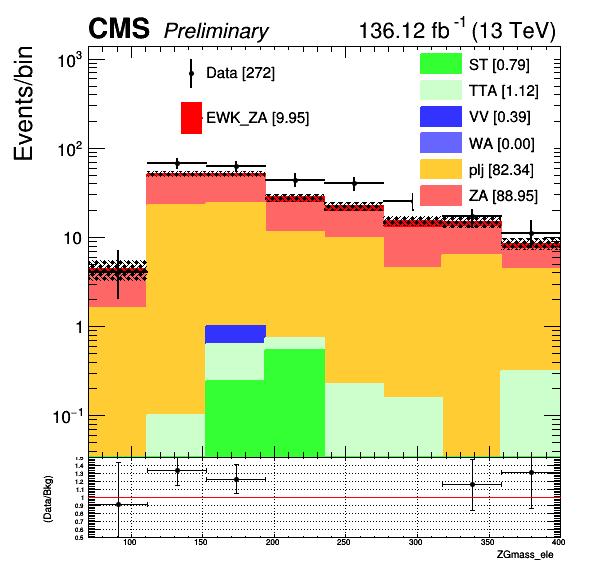 CMS Preliminary 136.12 fb⁻¹ (13 TeV)
Events/bin
10³
10²
10
1
10⁻¹
Data [272]
EWK_ZA [9.95]
ST [0.79]
TTA [1.12]
VV [0.39]
WA [0.00]
plj [82.34]
ZA [88.95]
(Data/Bkg)
1.5
1.4
1.3
1.2
1.1
1
0.9
0.8
0.7
0.6
0.5
100 150 200 250 300 350 400
ZGmass_ele